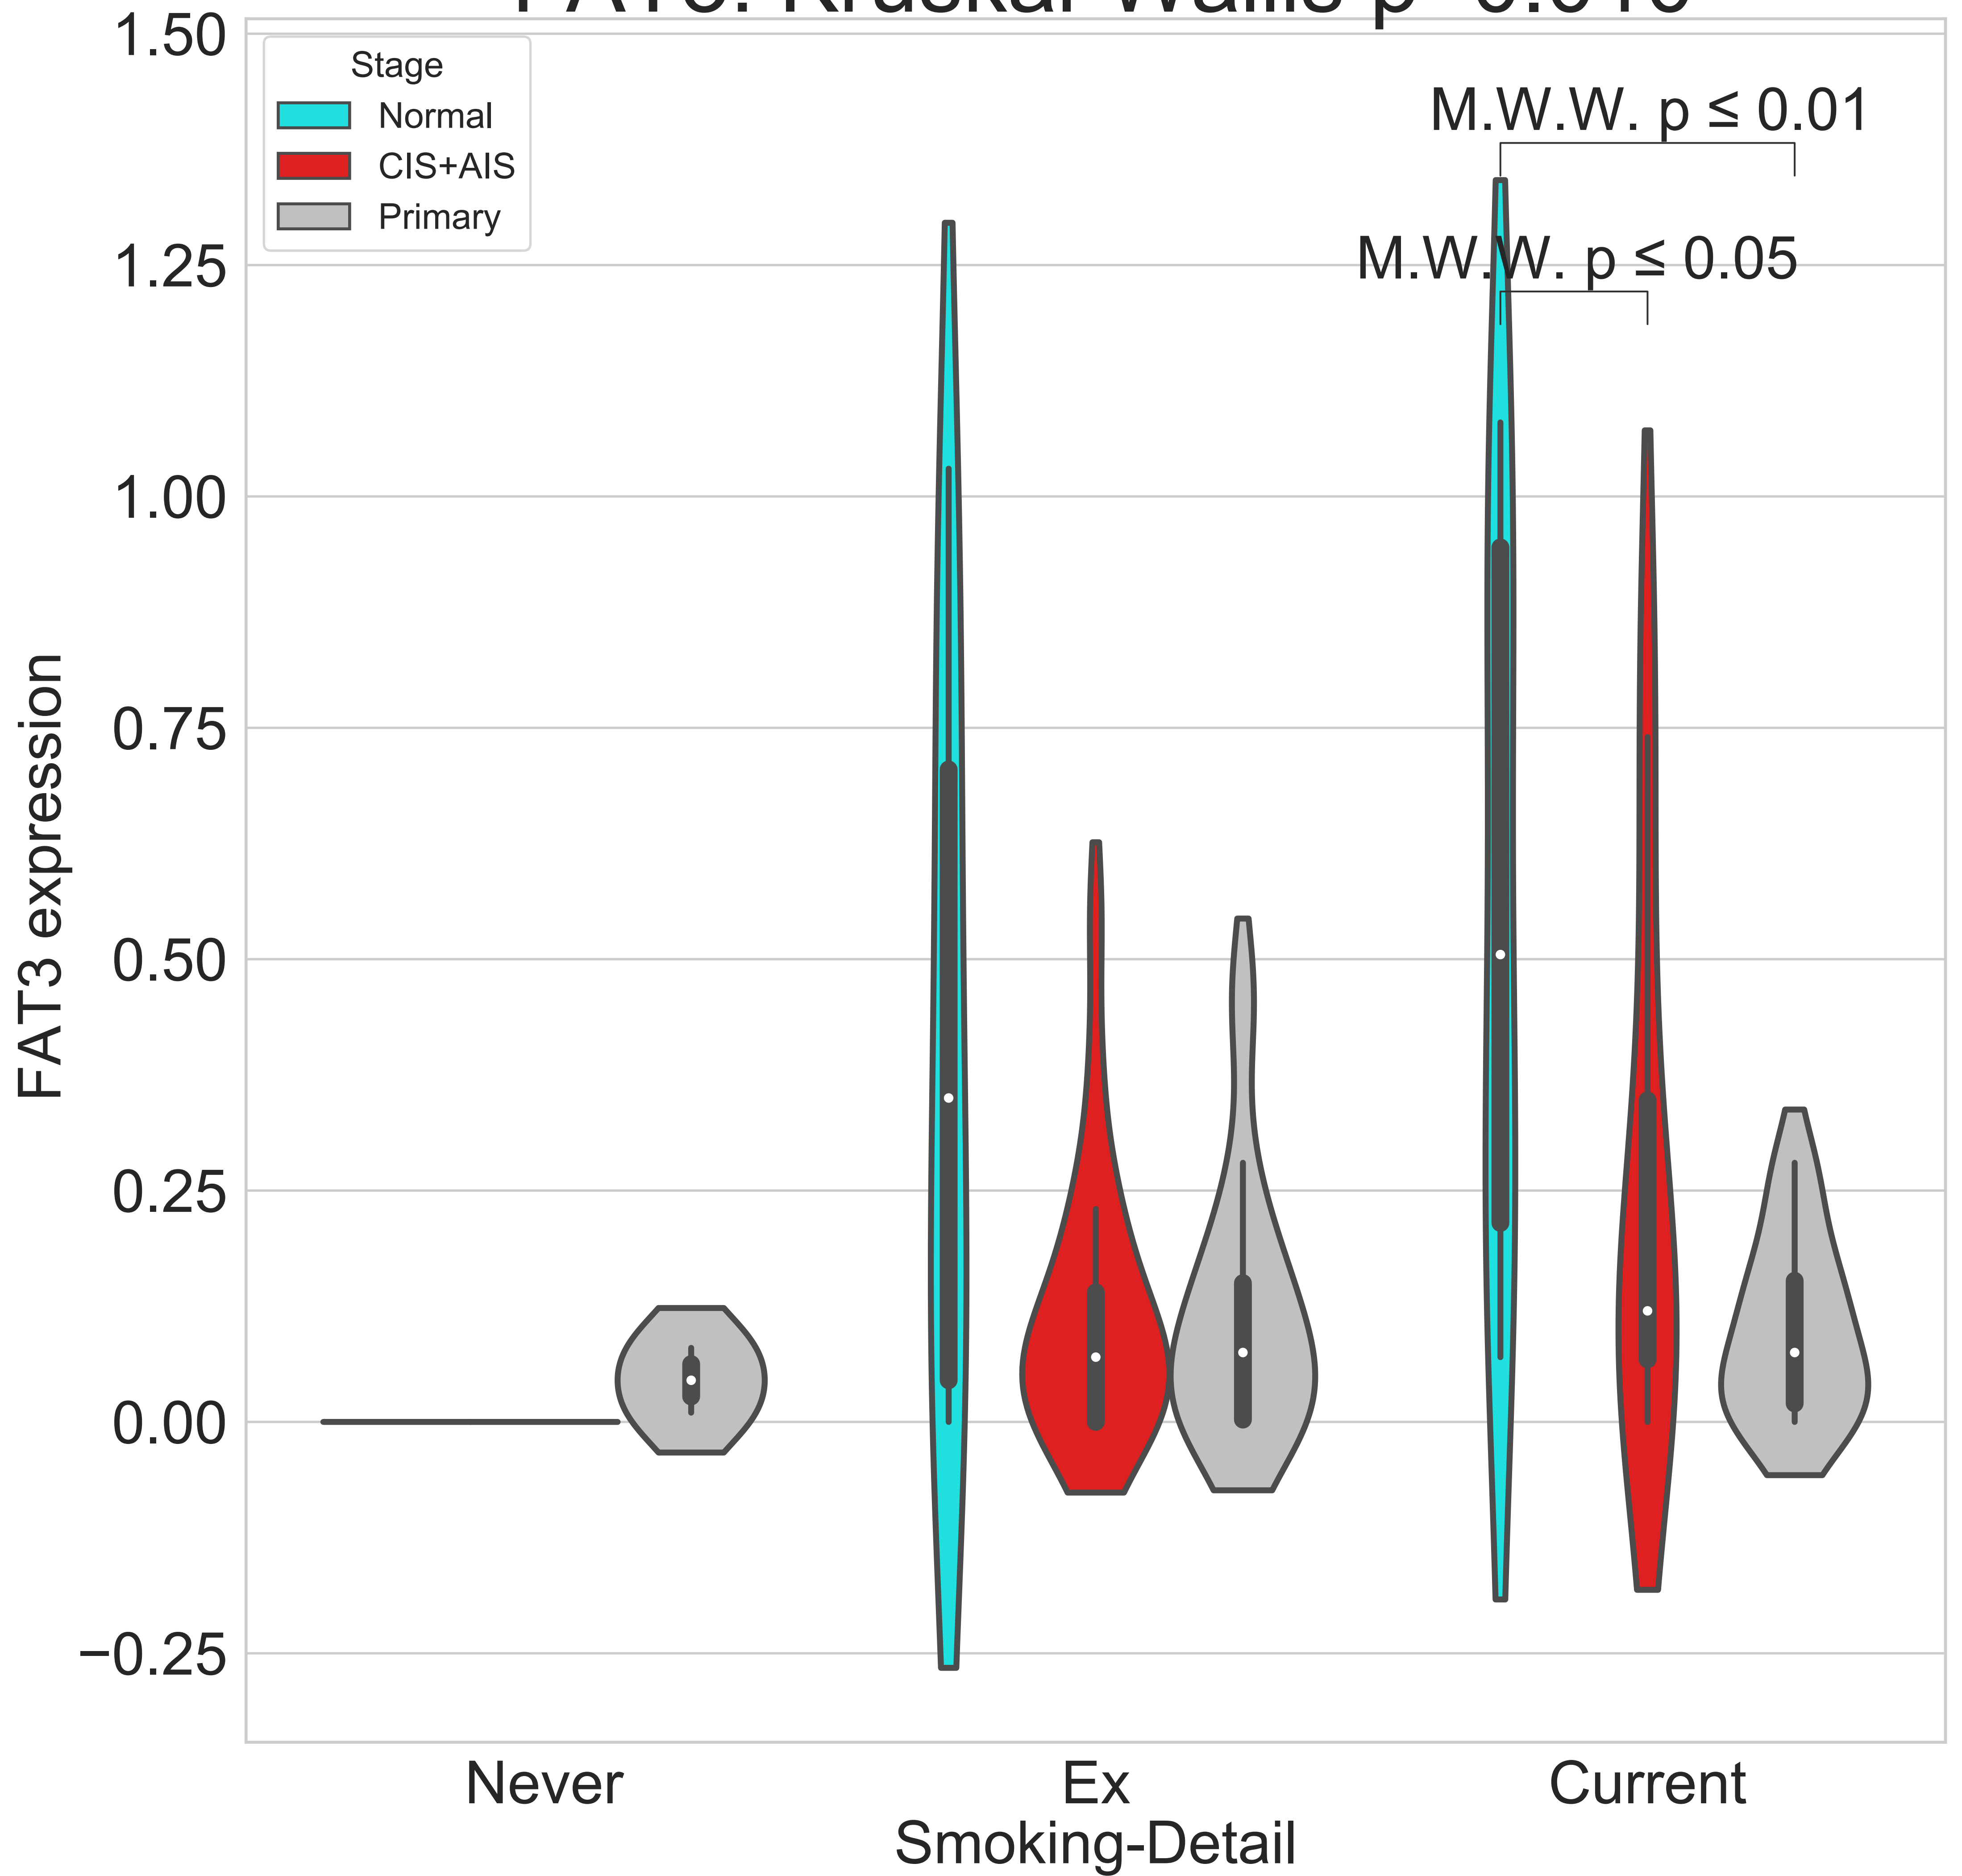 1.50
Stage
Normal
CIS+AIS
Primary
M.W.W. p ≤ 0.01
M.W.W. p ≤ 0.05
1.25
1.00
0.75
0.50
0.25
0.00
−0.25
FAT3 expression
Never
Ex
Current
Smoking-Detail